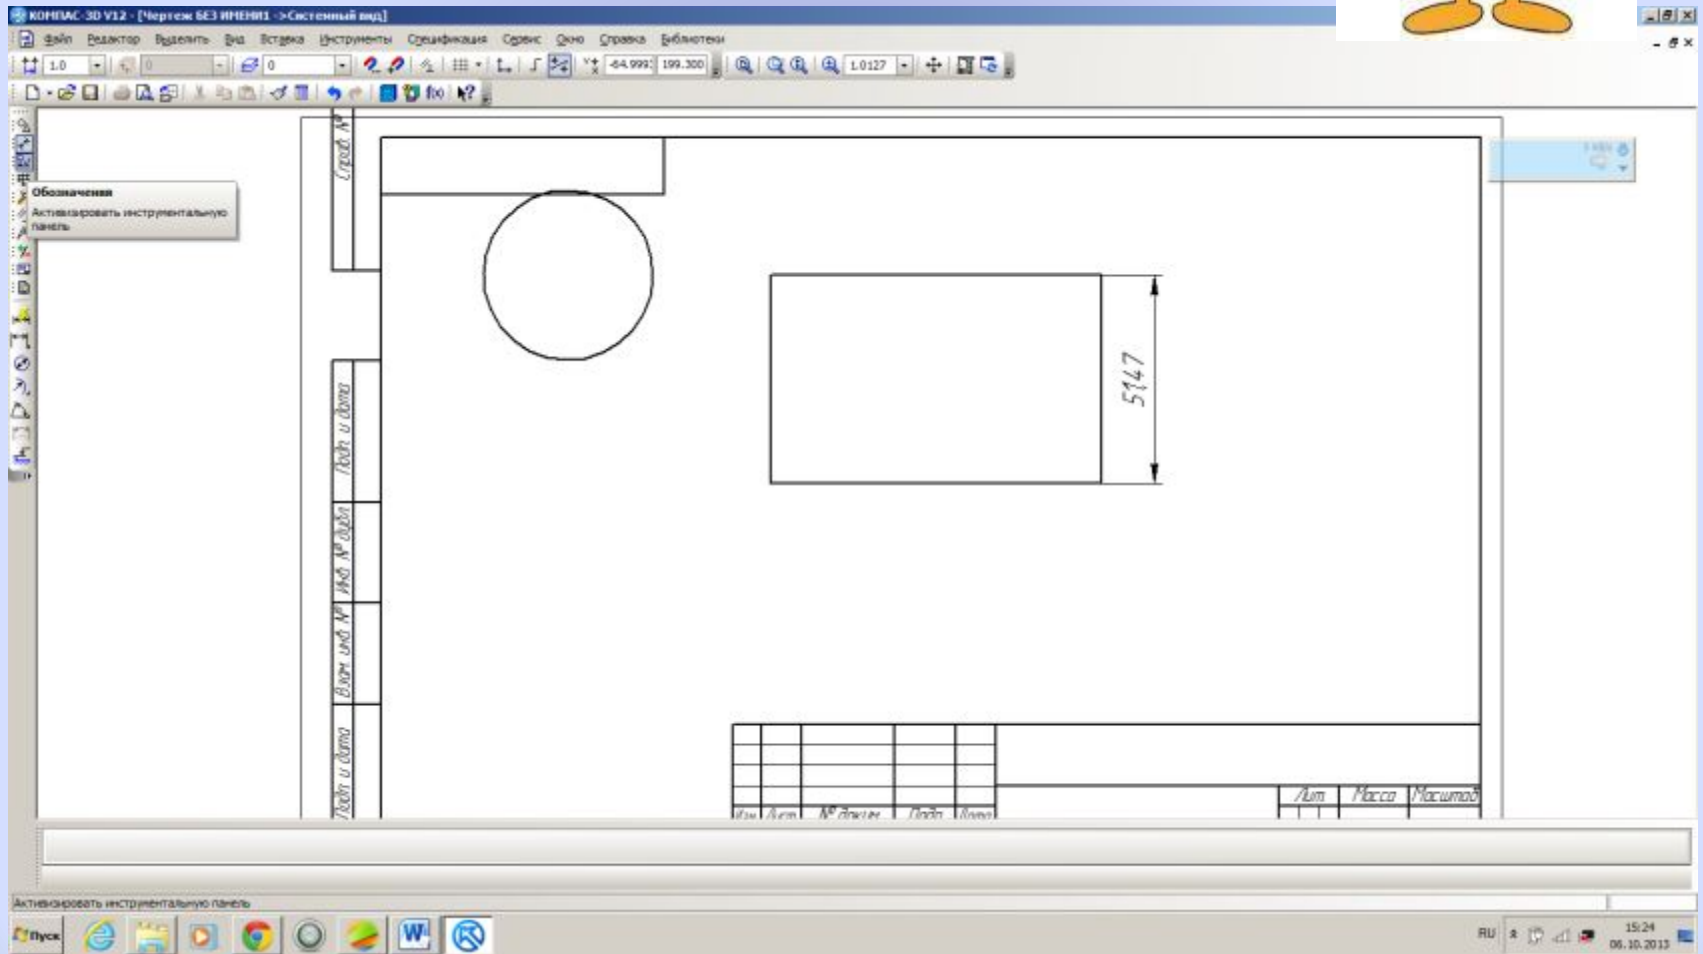 КОМПАС-3D V12 - [Чертеж БЕЗ ИМЕНИ1 ->Системный вид]
Файл Редактор Выделить Вид Вставка Инструменты Спецификация Сервис Окно Справка Библиотеки
1.0 0 0 199.300 1.0127
Обозначения
Активизировать инструментальную
панель
Справ. №
Подп. и дата
Инв. № дубл.
Взам. инв. №
Подп. и дата
51,47
Лит. Масса Масштаб
Изм. Лист № докум. Подп. Дата
Активизировать инструментальную панель
Пуск
RU
15:24
06.10.2013